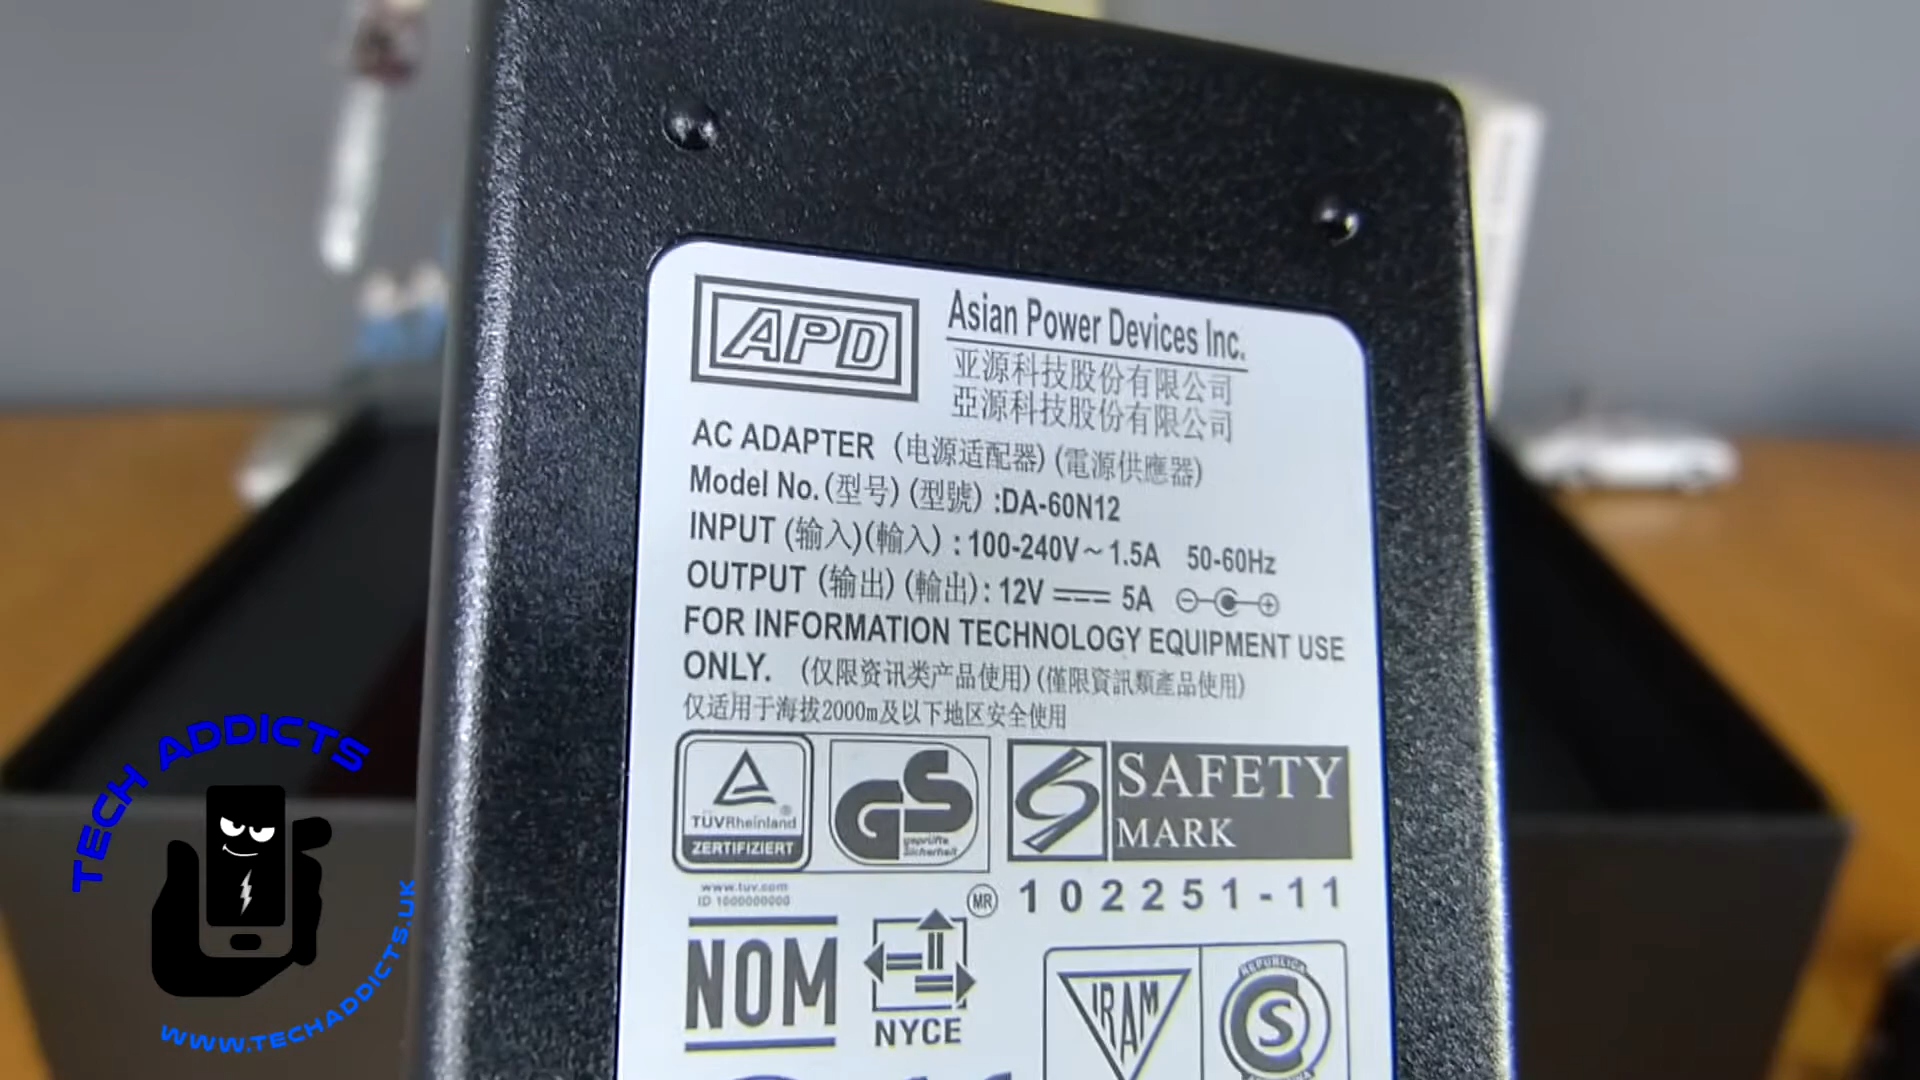 APD
Asian Power Devices Inc.
亚源科技股份有限公司
亞源科技股份有限公司
AC ADAPTER (电源适配器) (電源供應器)
Model No. (型号) (型號) :DA-60N12
INPUT (输入)(輸入) : 100-240V~1.5A 50-60Hz
OUTPUT (输出) (輸出) : 12V ⎓ 5A
FOR INFORMATION TECHNOLOGY EQUIPMENT USE
ONLY. (仅限资讯类产品使用) (僅限資訊類產品使用)
仅适用于海拔2000m及以下地区安全使用
TÜVRheinland ®
ZERTIFIZIERT
www.tuv.com
ID 1000000000
GS
geprüfte
Sicherheit
SAFETY
MARK
102251-11
NOM
MR
NYCE
IRAM
REPUBLICA
S
TECH ADDICTS
WWW.TECHADDICTS.UK